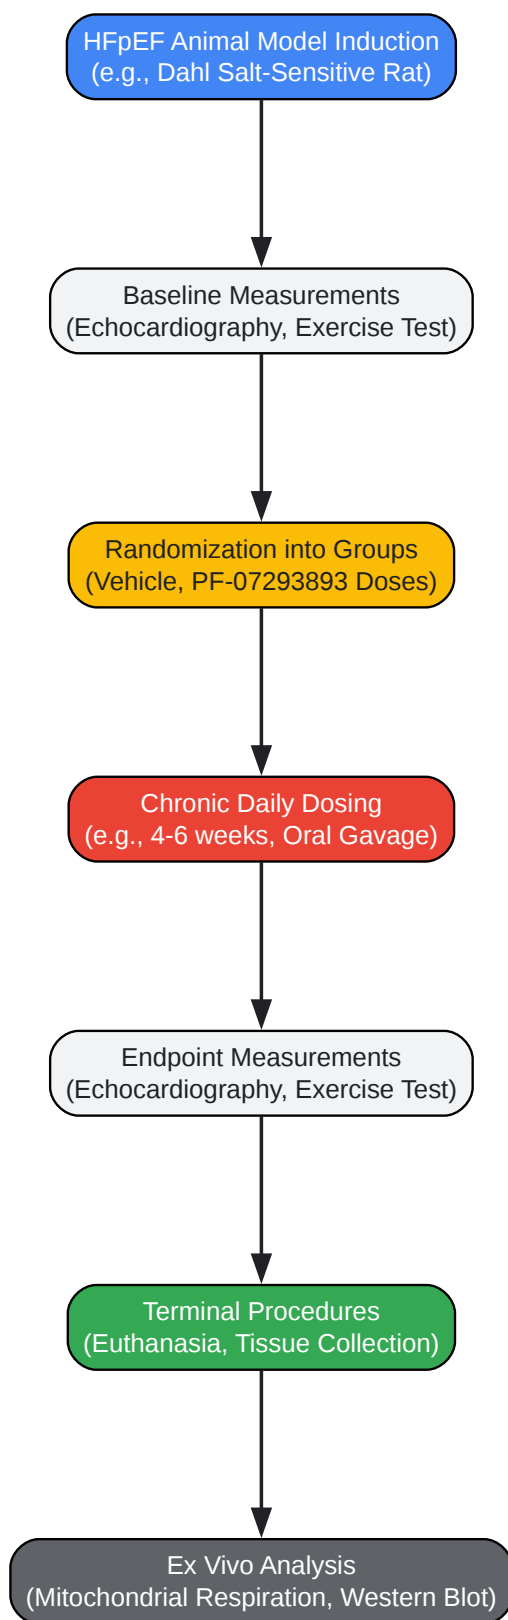 HFpEF Animal Model Induction
(e.g., Dahl Salt-Sensitive Rat)
Baseline Measurements
(Echocardiography, Exercise Test)
Randomization into Groups
(Vehicle, PF-07293893 Doses)
Chronic Daily Dosing
(e.g., 4-6 weeks, Oral Gavage)
Endpoint Measurements
(Echocardiography, Exercise Test)
Terminal Procedures
(Euthanasia, Tissue Collection)
Ex Vivo Analysis
(Mitochondrial Respiration, Western Blot)